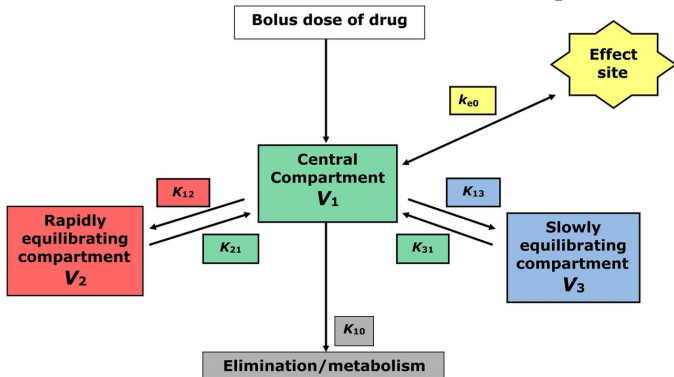 Bolus dose of drug
Effect
site
ke0
Central
Compartment
V1
K12
K13
Rapidly
equilibrating
compartment
V2
K21
K31
Slowly
equilibrating
compartment
V3
K10
Elimination/metabolism